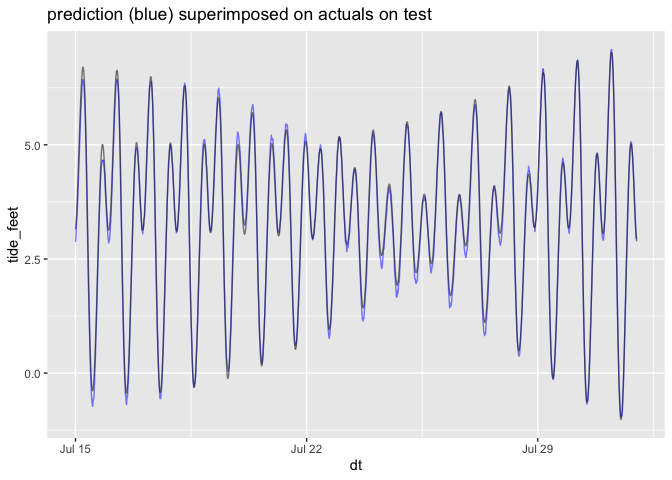 prediction (blue) superimposed on actuals on test
tide_feet
5.0
2.5
0.0
Jul 15
Jul 22
Jul 29
dt